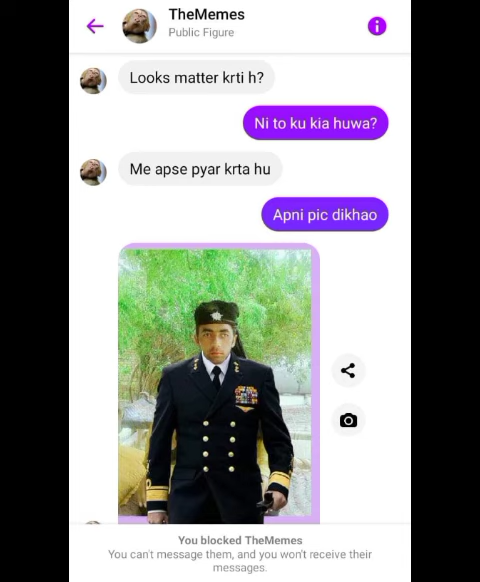 TheMemes
Public Figure
Looks matter krti h?
Ni to ku kia huwa?
Me apse pyar krta hu
Apni pic dikhao
You blocked TheMemes
You can't message them, and you won't receive their
messages.